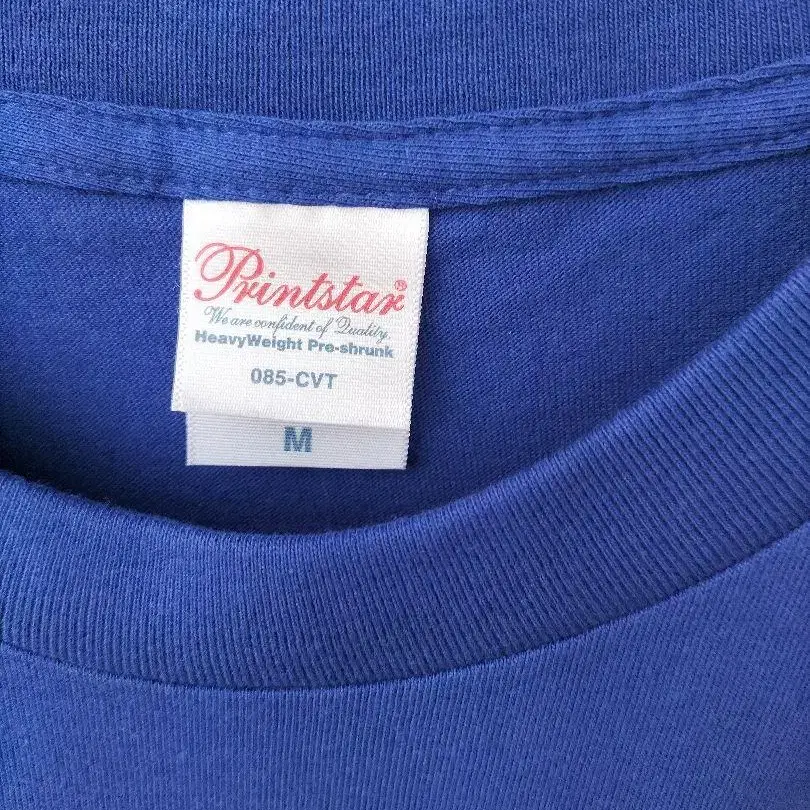 Printstar®
We are confident of Quality
HeavyWeight Pre-shrunk
085-CVT
M